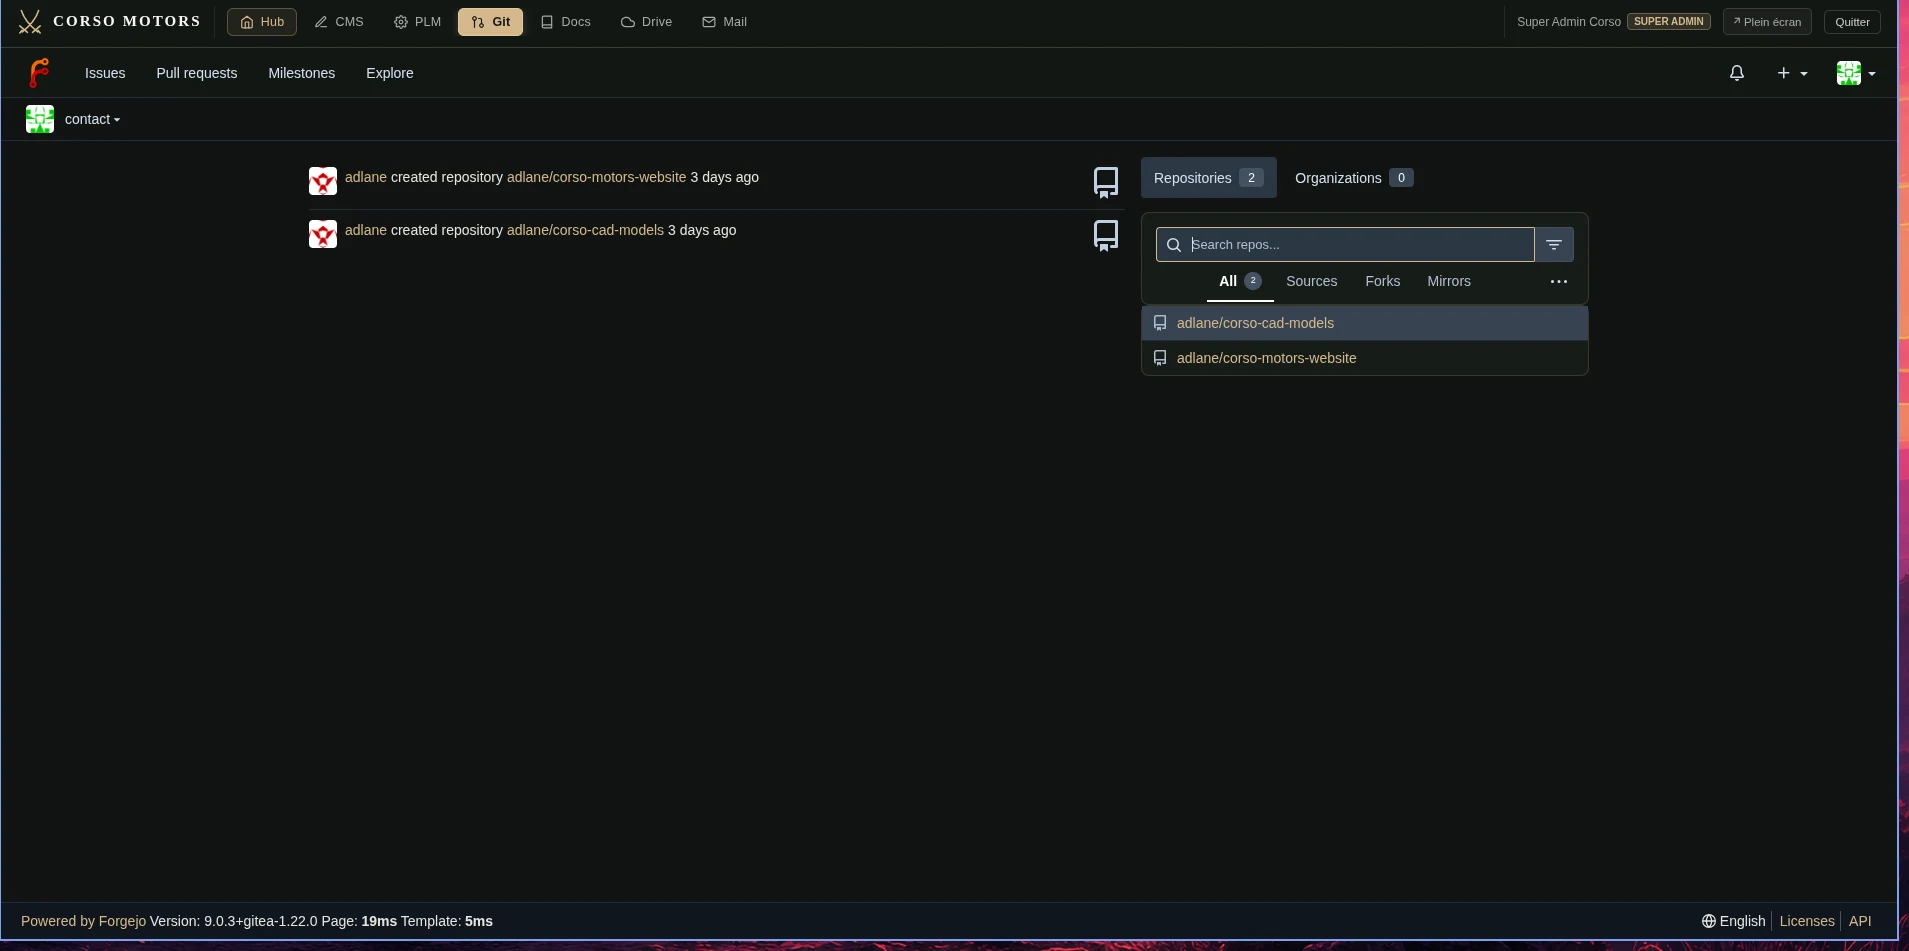 CORSO MOTORS Hub CMS PLM Git Docs Drive Mail Super Admin Corso SUPER ADMIN Plein écran Quitter
Issues Pull requests Milestones Explore
contact
adlane created repository adlane/corso-motors-website 3 days ago
adlane created repository adlane/corso-cad-models 3 days ago
Repositories 2 Organizations 0
Search repos...
All 2 Sources Forks Mirrors
adlane/corso-cad-models
adlane/corso-motors-website
Powered by Forgejo Version: 9.0.3+gitea-1.22.0 Page: 19ms Template: 5ms English Licenses API